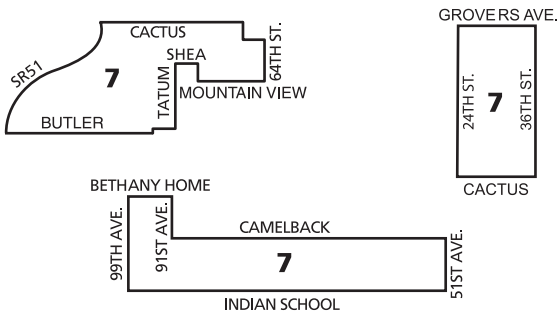 CACTUS
SHEA
64TH ST.
SR51
7
TATUM
MOUNTAIN VIEW
BUTLER
GROVERS AVE.
24TH ST.
7
36TH ST.
CACTUS
BETHANY HOME
99TH AVE.
91ST AVE.
CAMELBACK
7
51ST AVE.
INDIAN SCHOOL